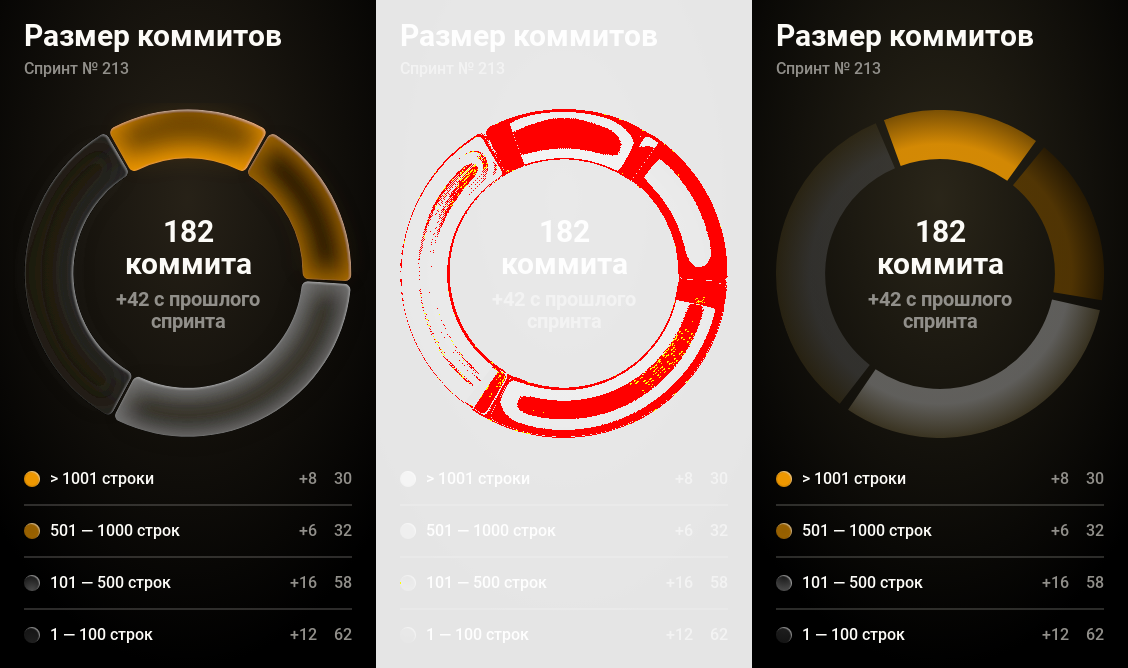 Размер коммитов
Спринт № 213
182
коммита
+42 с прошлого
спринта
> 1001 строки +8 30
501 — 1000 строк +6 32
101 — 500 строк +16 58
1 — 100 строк +12 62
Размер коммитов
Спринт № 213
182
коммита
+42 с прошлого
спринта
> 1001 строки +8 30
501 — 1000 строк +6 32
101 — 500 строк +16 58
1 — 100 строк +12 62
Размер коммитов
Спринт № 213
182
коммита
+42 с прошлого
спринта
> 1001 строки +8 30
501 — 1000 строк +6 32
101 — 500 строк +16 58
1 — 100 строк +12 62